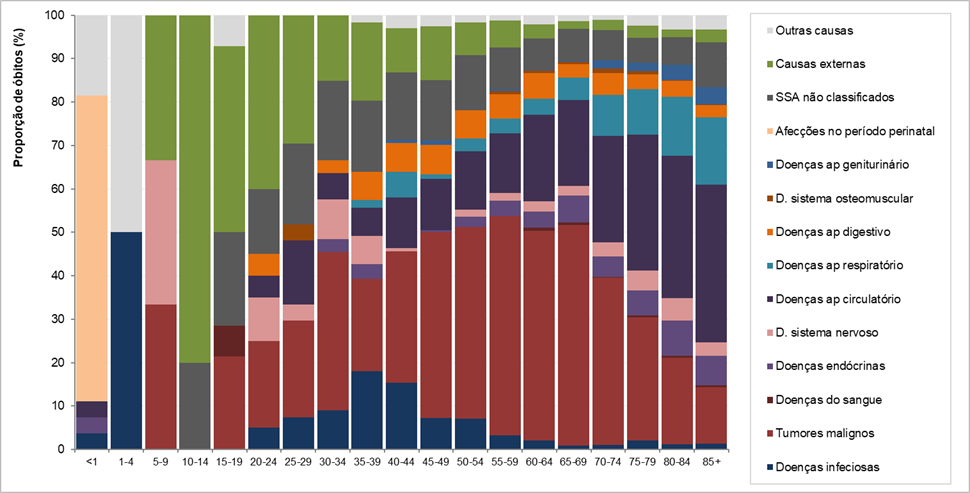 Proporção de óbitos (%)
100
90
80
70
60
50
40
30
20
10
0
<1 1-4 5-9 10-14 15-19 20-24 25-29 30-34 35-39 40-44 45-49 50-54 55-59 60-64 65-69 70-74 75-79 80-84 85+
Outras causas
Causas externas
SSA não classificados
Afecções no período perinatal
Doenças ap geniturinário
D. sistema osteomuscular
Doenças ap digestivo
Doenças ap respiratório
Doenças ap circulatório
D. sistema nervoso
Doenças endócrinas
Doenças do sangue
Tumores malignos
Doenças infeciosas